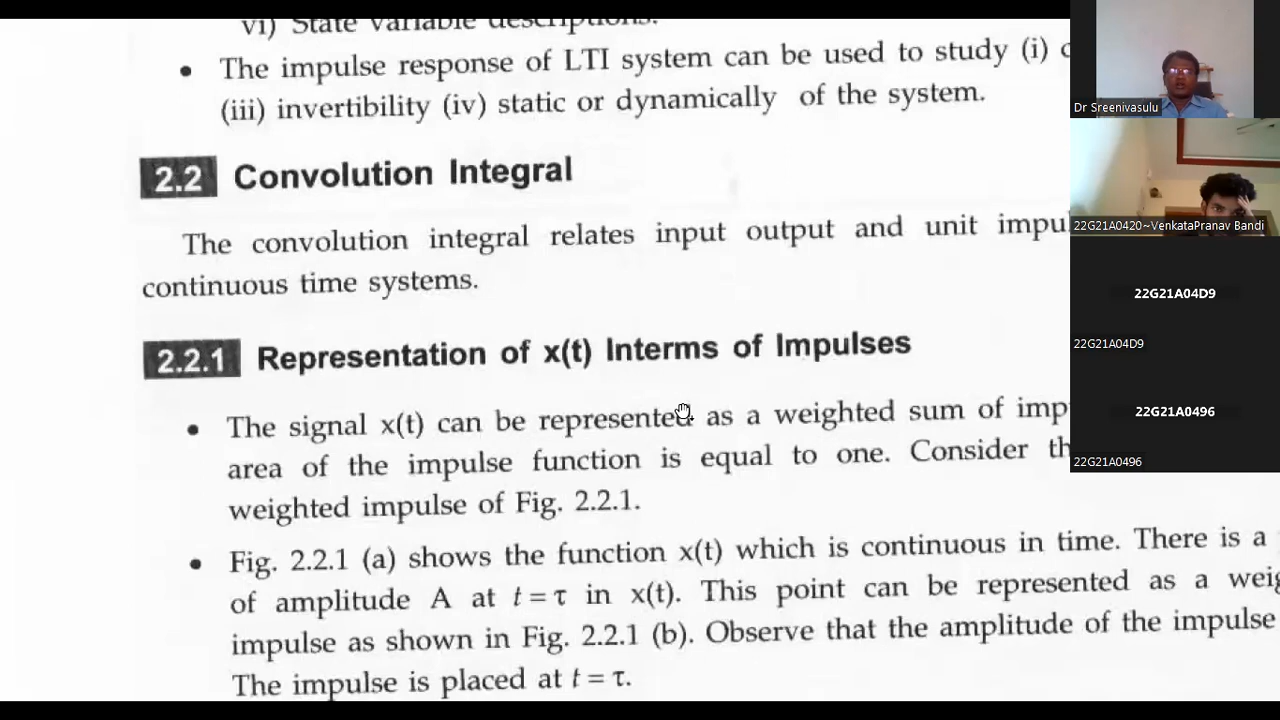 vi) State variable descriptions.
• The impulse response of LTI system can be used to study (i)
(iii) invertibility (iv) static or dynamically of the system.
2.2 Convolution Integral
The convolution integral relates input output and unit impul
continuous time systems.
2.2.1 Representation of x(t) Interms of Impulses
• The signal x(t) can be represented as a weighted sum of imp
area of the impulse function is equal to one. Consider th
weighted impulse of Fig. 2.2.1.
• Fig. 2.2.1 (a) shows the function x(t) which is continuous in time. There is a
of amplitude A at t = τ in x(t). This point can be represented as a weig
impulse as shown in Fig. 2.2.1 (b). Observe that the amplitude of the impulse
The impulse is placed at t = τ.
Dr Sreenivasulu
22G21A0420~VenkataPranav Bandi
22G21A04D9
22G21A04D9
22G21A0496
22G21A0496